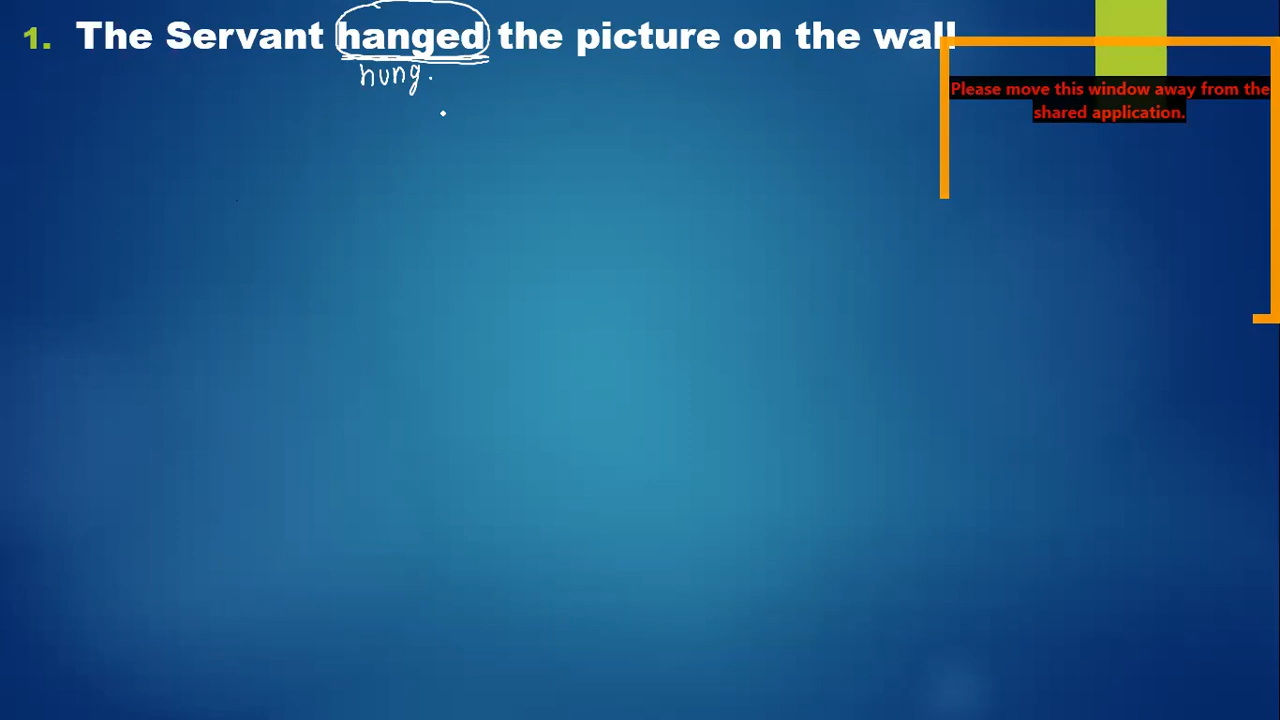 1. The Servant hanged the picture on the wall
hung.
Please move this window away from the
shared application.